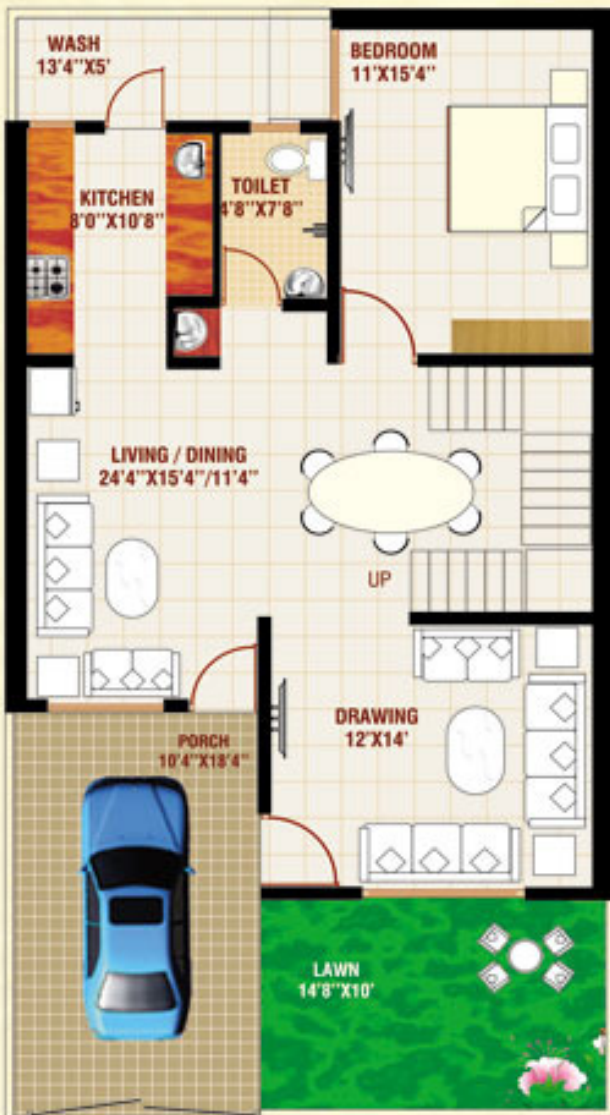 WASH
13'4"X5'
BEDROOM
11'X15'4"
KITCHEN
8'0"X10'8"
TOILET
4'8"X7'8"
LIVING / DINING
24'4"X15'4"/11'4"
UP
DRAWING
12'X14'
PORCH
10'4"X18'4"
LAWN
14'8"X10'